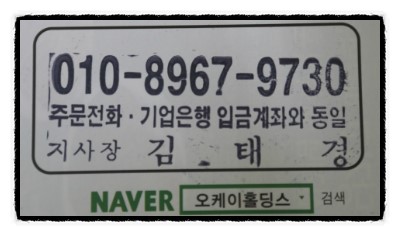 010-8967-9730
주문전화 · 기업은행 입금계좌와 동일
지사장 김 태 경
NAVER 오케이홀딩스 검색